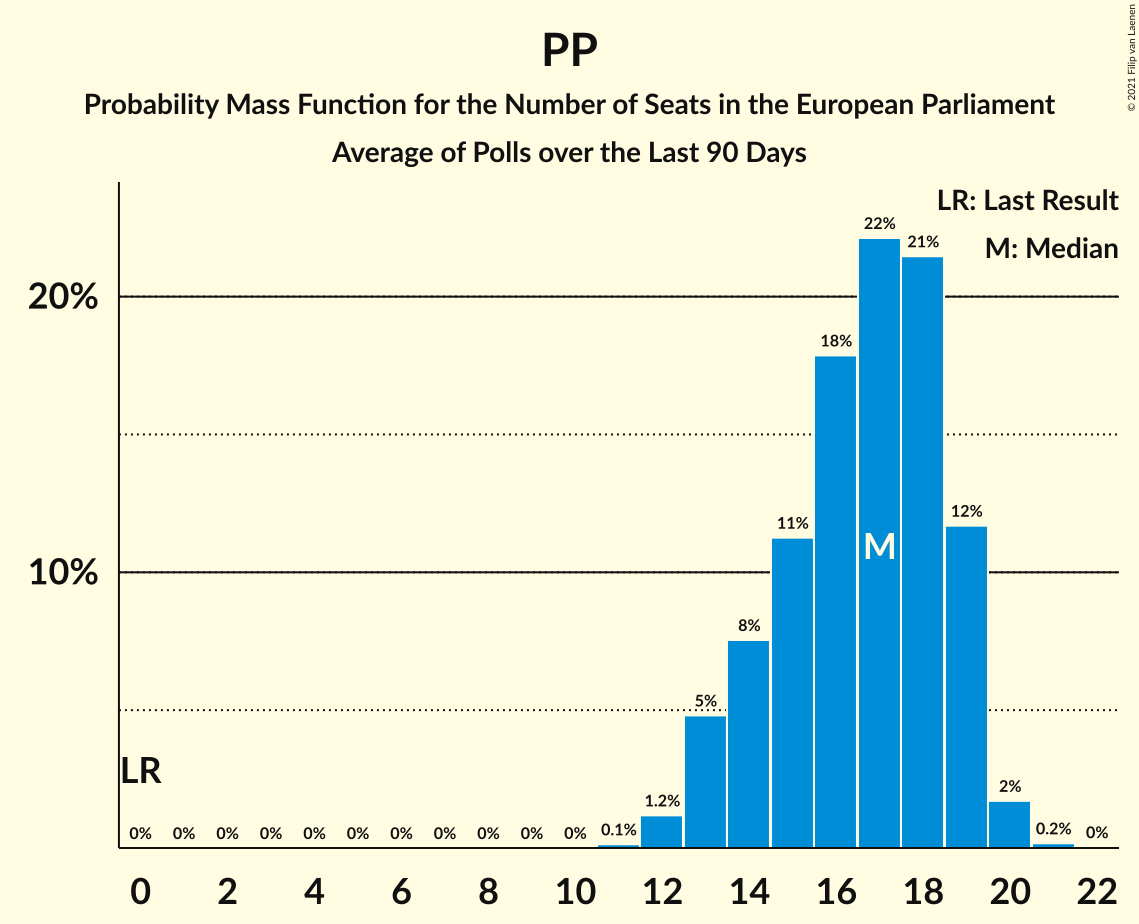 PP
Probability Mass Function for the Number of Seats in the European Parliament
Average of Polls over the Last 90 Days
© 2021 Filip van Laenen
LR: Last Result
M: Median
20%
10%
LR
M
0% 0% 0% 0% 0% 0% 0% 0% 0% 0% 0% 0.1% 1.2% 5% 8% 11% 18% 22% 21% 12% 2% 0.2% 0%
0 2 4 6 8 10 12 14 16 18 20 22